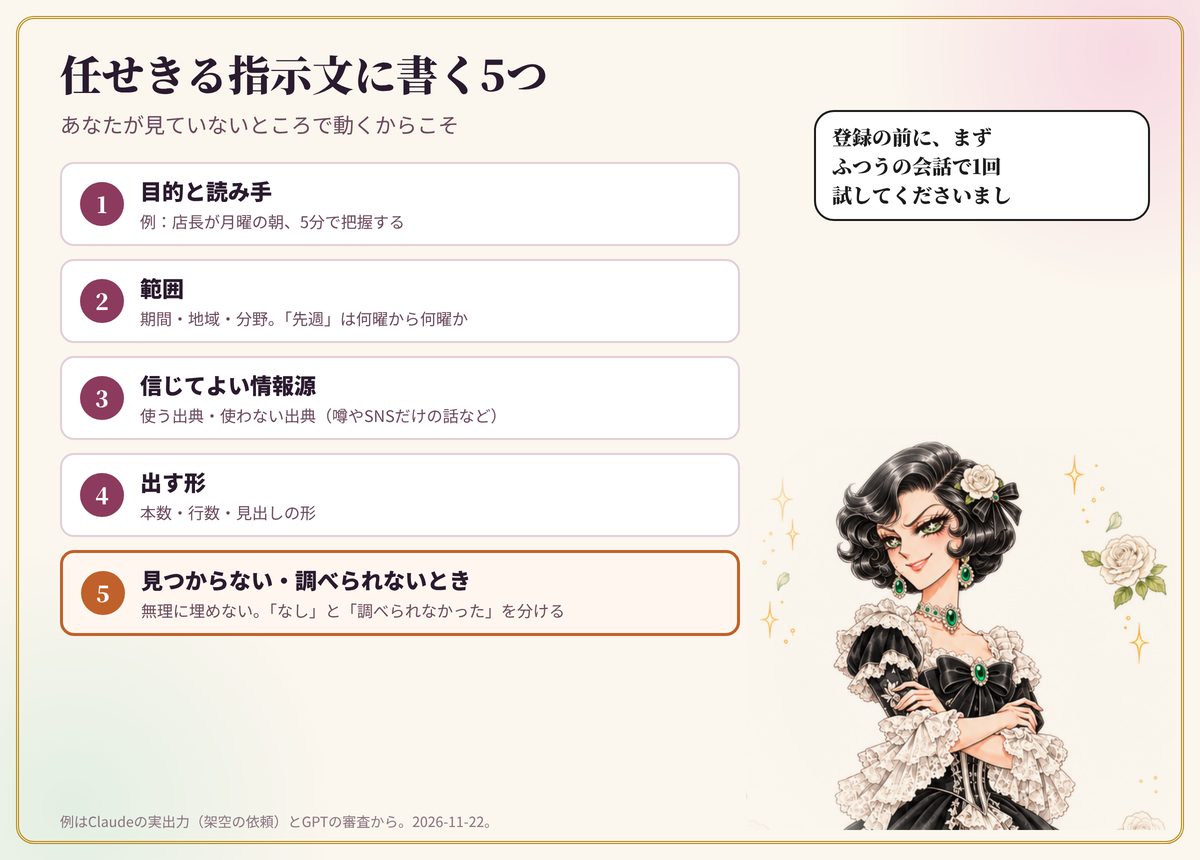 任せきる指示文に書く5つ
あなたが見ていないところで動くからこそ
1
目的と読み手
例：店長が月曜の朝、5分で把握する
2
範囲
期間・地域・分野。「先週」は何曜から何曜か
3
信じてよい情報源
使う出典・使わない出典（噂やSNSだけの話など）
4
出す形
本数・行数・見出しの形
5
見つからない・調べられないとき
無理に埋めない。「なし」と「調べられなかった」を分ける
登録の前に、まず
ふつうの会話で1回
試してくださいまし
例はClaudeの実出力（架空の依頼）とGPTの審査から。2026-11-22。